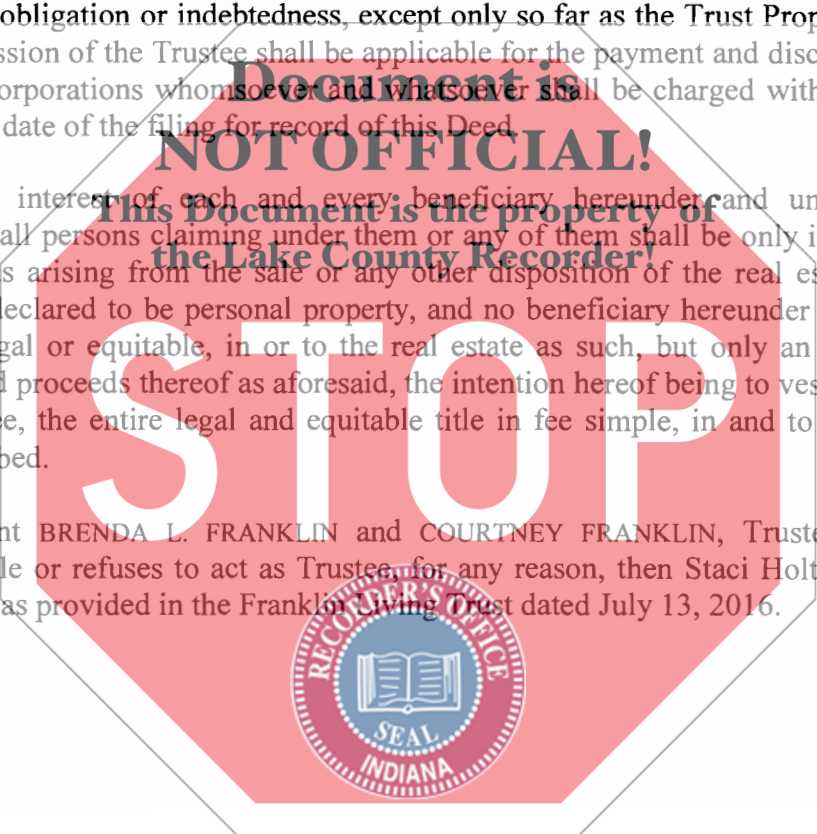 obligation or indebtedness, except only so far as the Trust Prop
ssion of the Trustee shall be applicable for the payment and disc
orporations whomsoever and whatsoever shall be charged with
date of the filing for record of this Deed.
interest of each and every beneficiary hereunder and un
all persons claiming under them or any of them shall be only i
s arising from the sale or any other disposition of the real es
declared to be personal property, and no beneficiary hereunder
gal or equitable, in or to the real estate as such, but only an
d proceeds thereof as aforesaid, the intention hereof being to ves
ee, the entire legal and equitable title in fee simple, in and to
bed.
nt BRENDA L. FRANKLIN and COURTNEY FRANKLIN, Truste
le or refuses to act as Trustee, for any reason, then Staci Holt
as provided in the Franklin Living Trust dated July 13, 2016.
Document is
NOT OFFICIAL!
This Document is the property of
the Lake County Recorder!
STOP
RECORDER'S OFFICE
SEAL
INDIANA